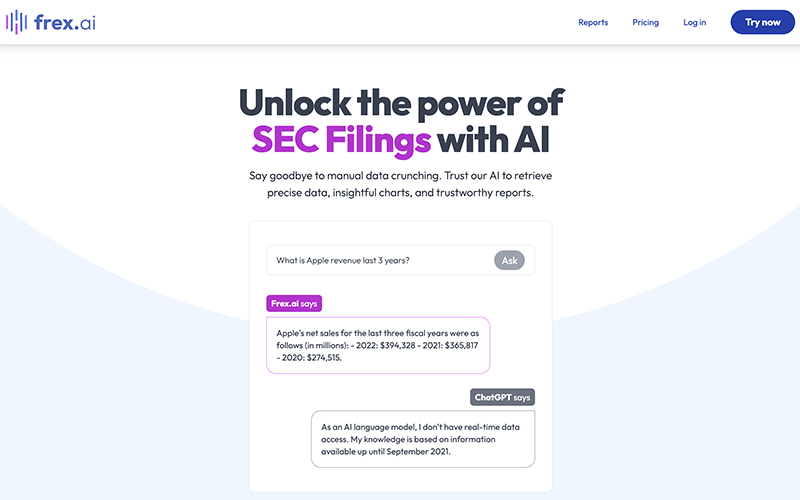 frex.ai
Reports
Pricing
Log in
Try now
Unlock the power of
SEC Filings with AI
Say goodbye to manual data crunching. Trust our AI to retrieve
precise data, insightful charts, and trustworthy reports.
What is Apple revenue last 3 years?
Ask
Frex.ai says
Apple's net sales for the last three fiscal years were as
follows (in millions): - 2022: $394,328 - 2021: $365,817
- 2020: $274,515.
ChatGPT says
As an AI language model, I don't have real-time data
access. My knowledge is based on information
available up until September 2021.